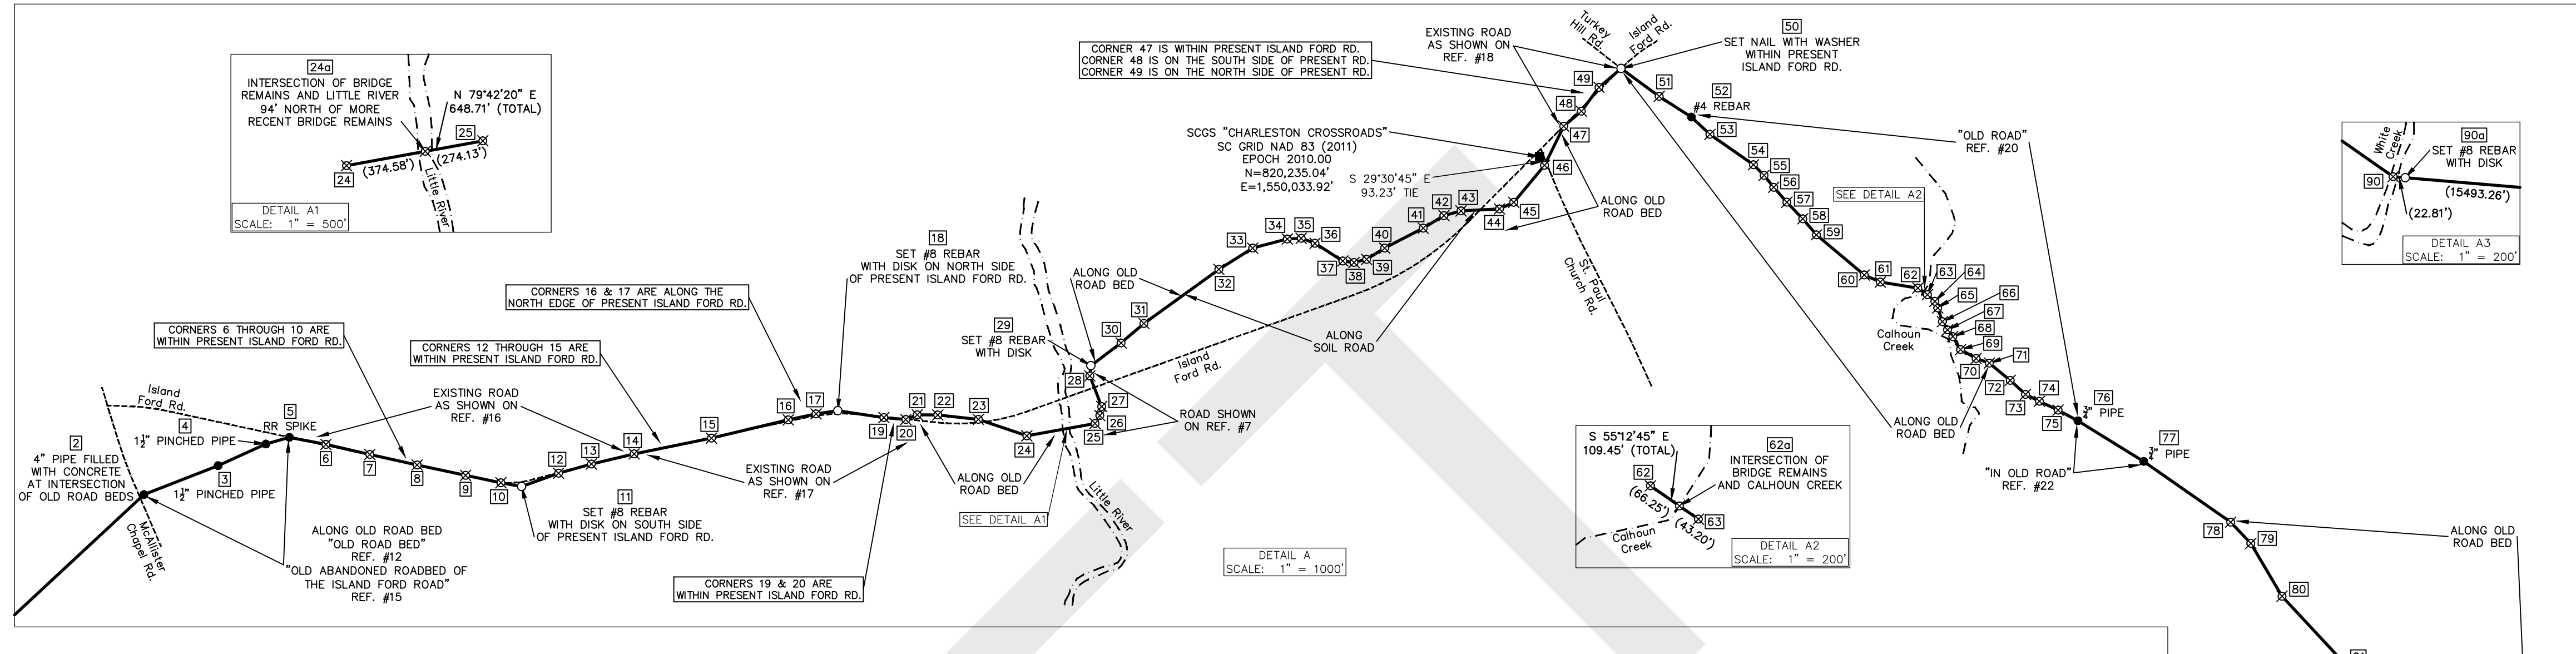 24a
INTERSECTION OF BRIDGE
REMAINS AND LITTLE RIVER
94' NORTH OF MORE
RECENT BRIDGE REMAINS
N 79°42'20" E
648.71' (TOTAL)
25
(374.58')
(274.13')
24
Little River
DETAIL A1
SCALE: 1" = 500'
CORNERS 6 THROUGH 10 ARE
WITHIN PRESENT ISLAND FORD RD.
Island
Ford Rd.
2
4" PIPE FILLED
WITH CONCRETE
AT INTERSECTION
OF OLD ROAD BEDS
McAllister
Chapel Rd.
3
1½" PINCHED PIPE
4
1½" PINCHED PIPE
5
RR SPIKE
ALONG OLD ROAD BED
"OLD ROAD BED"
REF. #12
"OLD ABANDONED ROADBED OF
THE ISLAND FORD ROAD"
REF. #15
6
7
8
9
10
EXISTING ROAD
AS SHOWN ON
REF. #16
11
SET #8 REBAR
WITH DISK ON SOUTH SIDE
OF PRESENT ISLAND FORD RD.
CORNERS 12 THROUGH 15 ARE
WITHIN PRESENT ISLAND FORD RD.
12
13
14
15
CORNERS 16 & 17 ARE ALONG THE
NORTH EDGE OF PRESENT ISLAND FORD RD.
16
17
EXISTING ROAD
AS SHOWN ON
REF. #17
18
SET #8 REBAR
WITH DISK ON NORTH SIDE
OF PRESENT ISLAND FORD RD.
CORNERS 19 & 20 ARE
WITHIN PRESENT ISLAND FORD RD.
19
20
21
22
23
24
ALONG OLD
ROAD BED
SEE DETAIL A1
25
26
27
28
29
SET #8 REBAR
WITH DISK
ALONG OLD
ROAD BED
Little River
ROAD SHOWN
ON REF. #7
Island
Ford Rd.
30
31
32
33
34
35
36
37
38
39
40
41
42
43
44
45
46
47
48
49
ALONG
SOIL ROAD
CORNER 47 IS WITHIN PRESENT ISLAND FORD RD.
CORNER 48 IS ON THE SOUTH SIDE OF PRESENT RD.
CORNER 49 IS ON THE NORTH SIDE OF PRESENT RD.
SCGS "CHARLESTON CROSSROADS"
SC GRID NAD 83 (2011)
EPOCH 2010.00
N=820,235.04'
E=1,550,033.92'
S 29°30'45" E
93.23' TIE
EXISTING ROAD
AS SHOWN ON
REF. #18
Turkey
Hill Rd.
Island
Ford Rd.
50
SET NAIL WITH WASHER
WITHIN PRESENT
ISLAND FORD RD.
ALONG OLD
ROAD BED
St. Paul
Church Rd.
DETAIL A
SCALE: 1" = 1000'
51
52
#4 REBAR
53
54
55
56
57
58
59
60
61
62
63
64
65
66
67
68
69
70
71
72
73
74
75
"OLD ROAD"
REF. #20
SEE DETAIL A2
Calhoun
Creek
ALONG OLD
ROAD BED
S 55°12'45" E
109.45' (TOTAL)
62
62a
INTERSECTION OF
BRIDGE REMAINS
AND CALHOUN CREEK
(66.25')
(43.20')
63
Calhoun
Creek
DETAIL A2
SCALE: 1" = 200'
76
¾" PIPE
77
¾" PIPE
"IN OLD ROAD"
REF. #22
78
79
80
ALONG OLD
ROAD BED
White
Creek
90a
SET #8 REBAR
WITH DISK
90
(15493.26')
(22.81')
DETAIL A3
SCALE: 1" = 200'